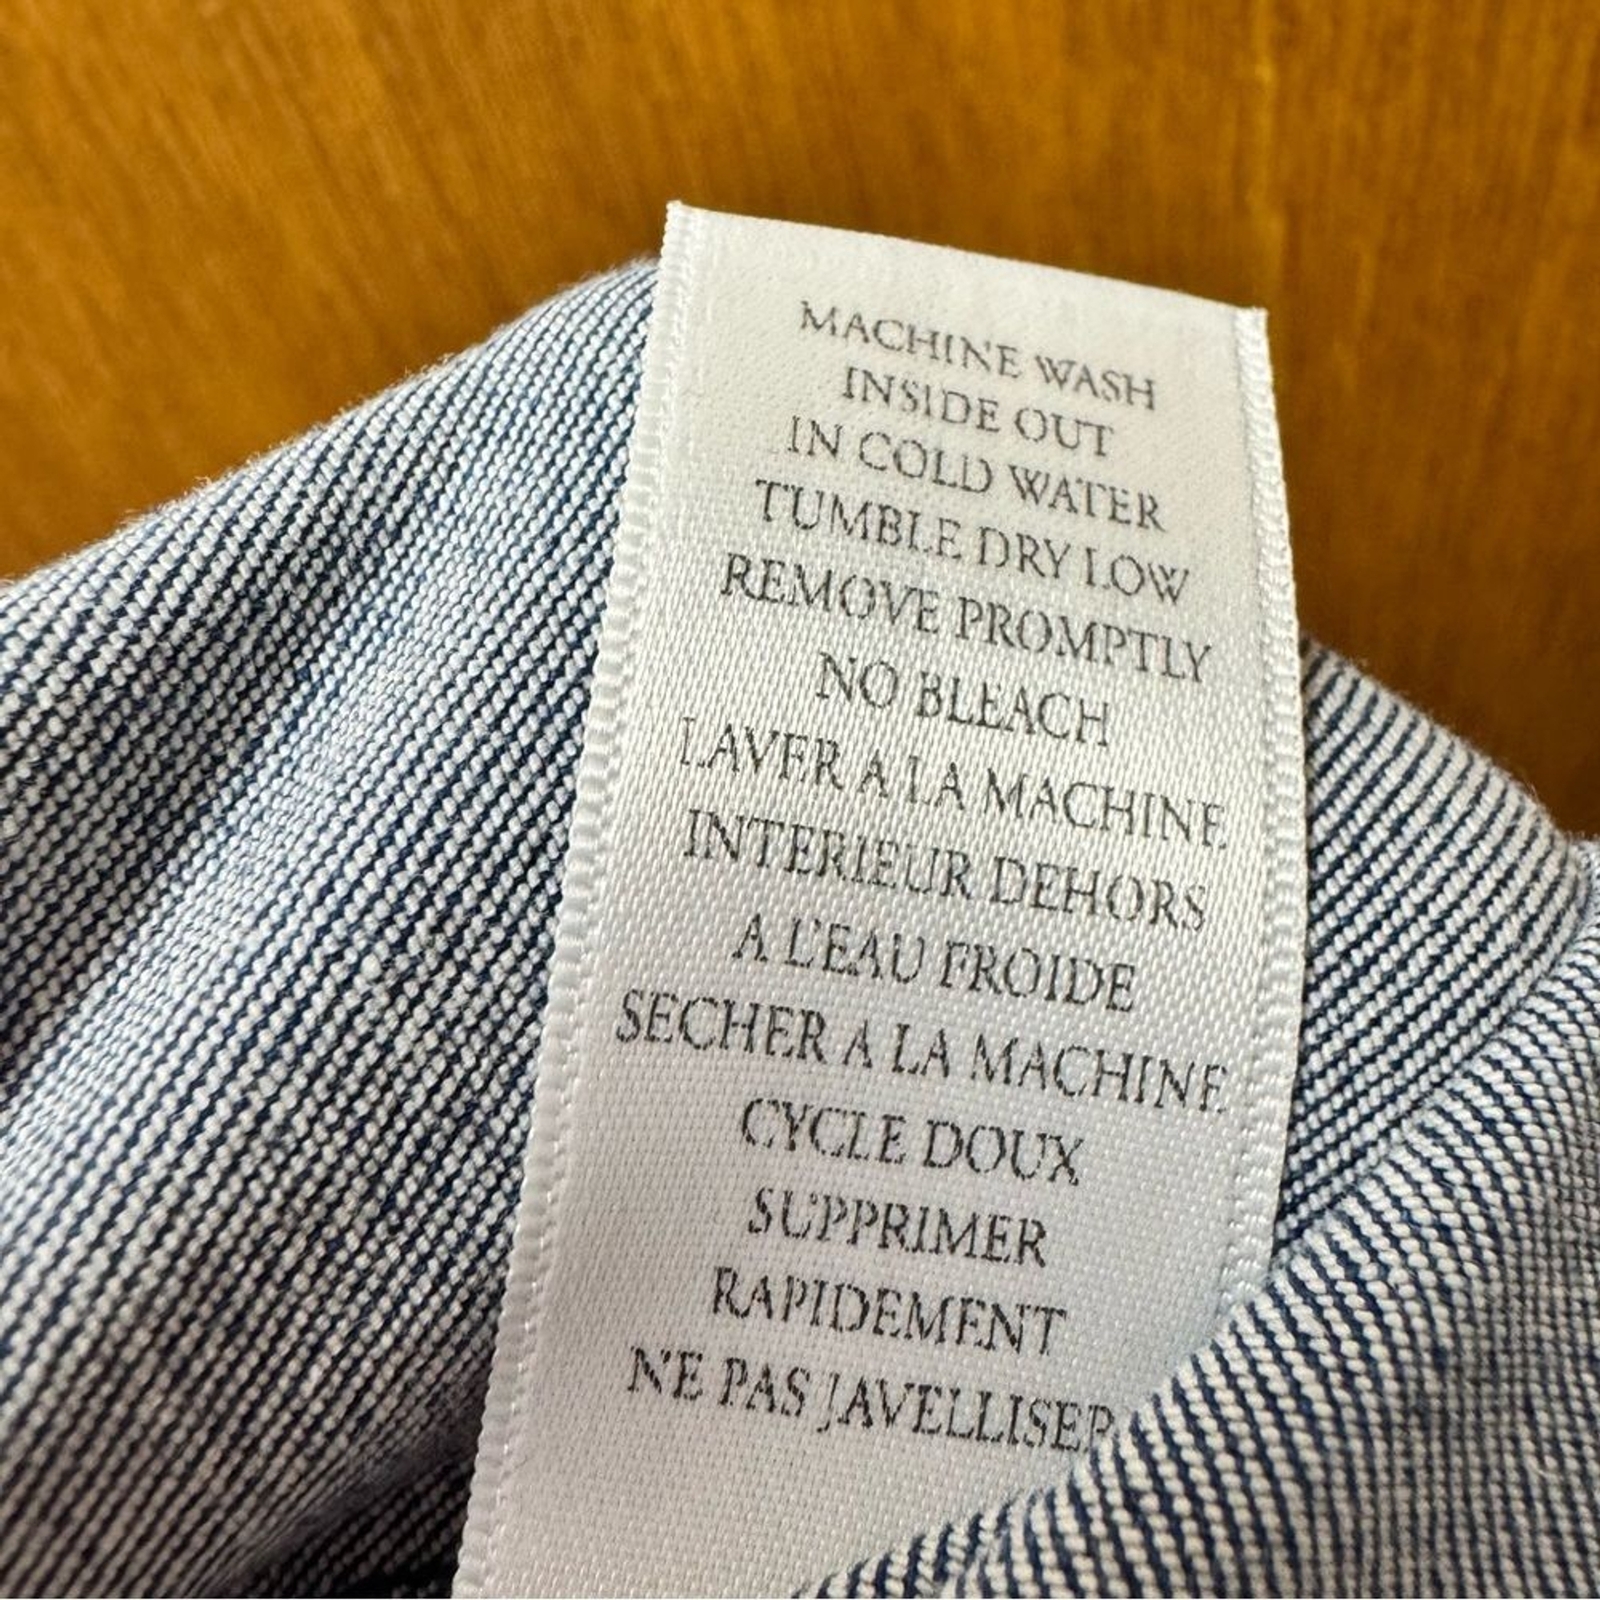 MACHINE WASH
INSIDE OUT
IN COLD WATER
TUMBLE DRY LOW
REMOVE PROMPTLY
NO BLEACH
LAVER A LA MACHINE
INTERIEUR DEHORS
A L'EAU FROIDE
SECHER A LA MACHINE
CYCLE DOUX
SUPPRIMER
RAPIDEMENT
NE PAS JAVELLISER